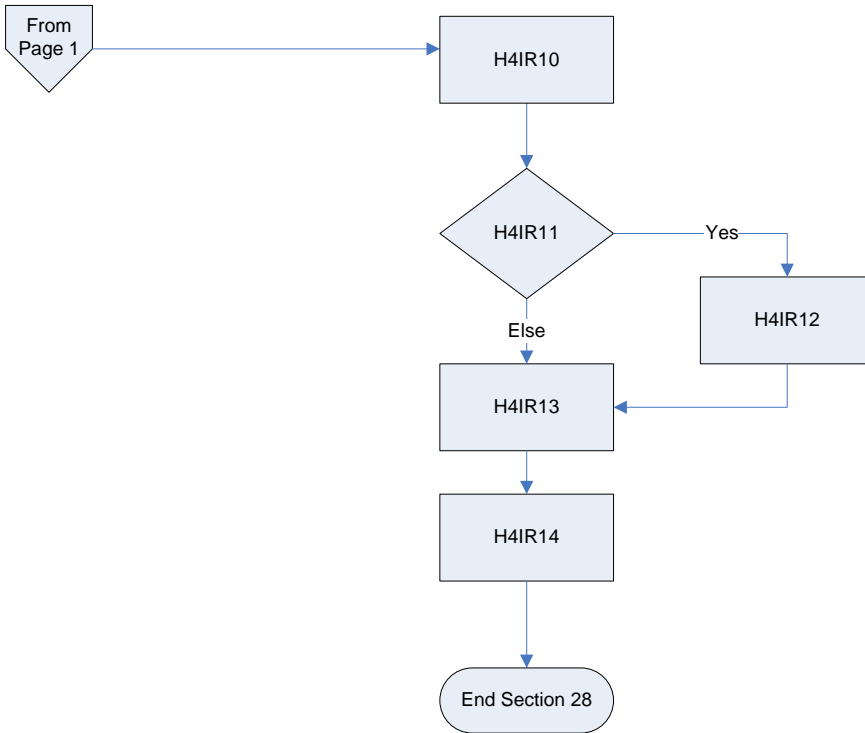 From
Page 1
H4IR10
H4IR11
Yes
H4IR12
Else
H4IR13
H4IR14
End Section 28